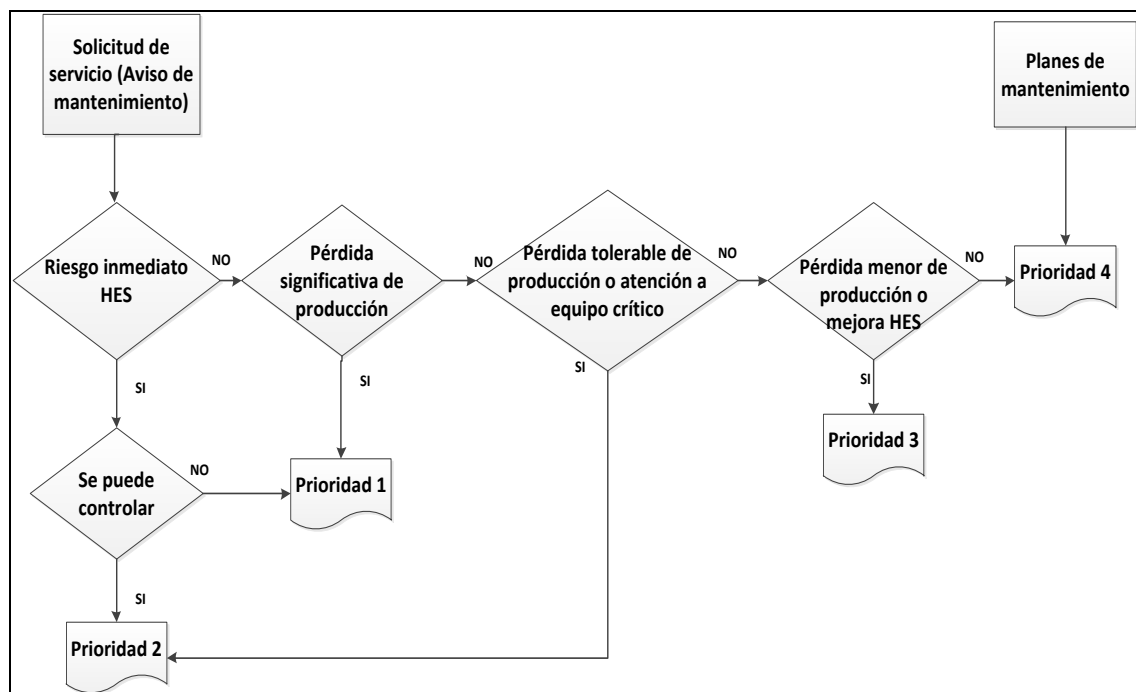 Solicitud de
servicio (Aviso de
mantenimiento)
Planes de
mantenimiento
Riesgo inmediato
HES
NO
Pérdida
significativa de
producción
NO
Pérdida tolerable de
producción o atención a
equipo crítico
NO
Pérdida menor de
producción o
mejora HES
NO
Prioridad 4
SI
SI
SI
SI
Se puede
controlar
NO
Prioridad 1
Prioridad 3
SI
Prioridad 2